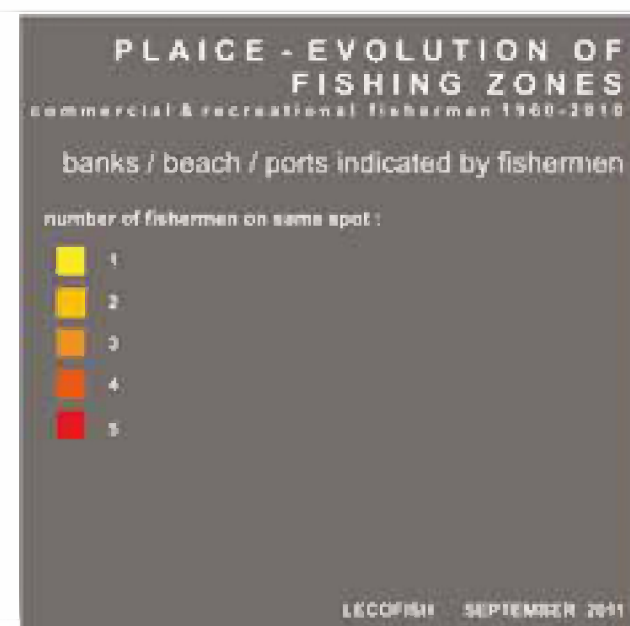 PLAICE - EVOLUTION OF
FISHING ZONES
commercial & recreational fishermen 1960-2010
banks / beach / ports indicated by fishermen
number of fishermen on same spot :
1
2
3
4
5
LECOFISH SEPTEMBER 2011